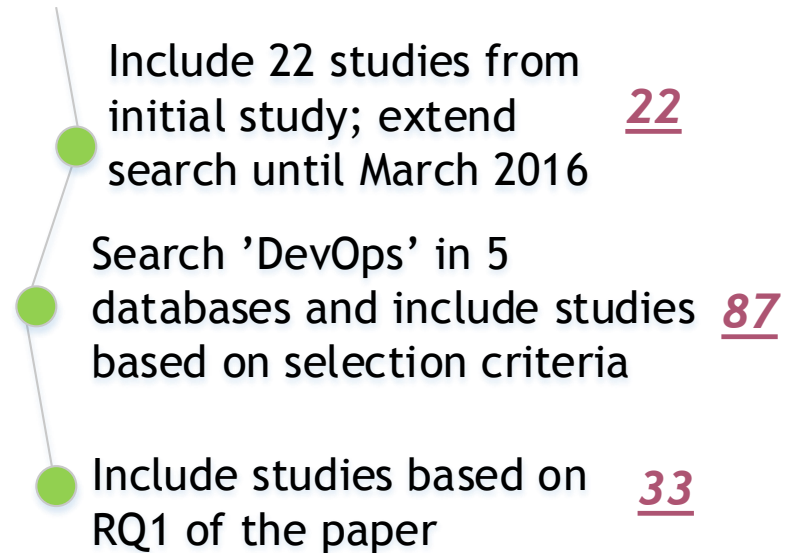 Include 22 studies from
initial study; extend
search until March 2016
22
Search ’DevOps’ in 5
databases and include studies
based on selection criteria
87
Include studies based on
RQ1 of the paper
33